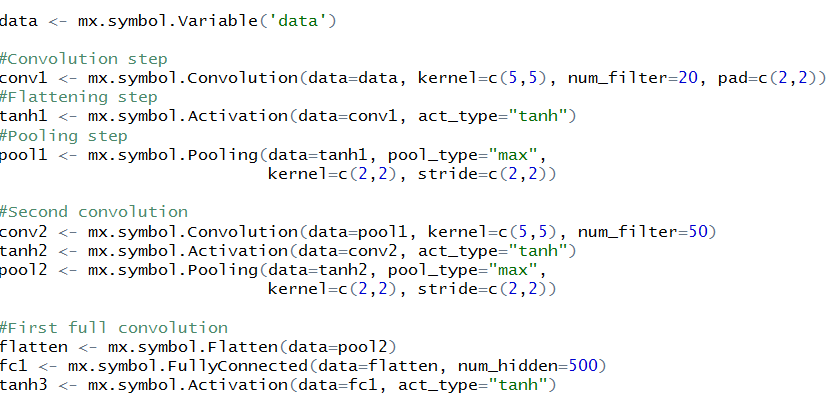 data <- mx.symbol.Variable('data')
#Convolution step
conv1 <- mx.symbol.Convolution(data=data, kernel=c(5,5), num_filter=20, pad=c(2,2))
#Flattening step
tanh1 <- mx.symbol.Activation(data=conv1, act_type="tanh")
#Pooling step
pool1 <- mx.symbol.Pooling(data=tanh1, pool_type="max",
kernel=c(2,2), stride=c(2,2))
#Second convolution
conv2 <- mx.symbol.Convolution(data=pool1, kernel=c(5,5), num_filter=50)
tanh2 <- mx.symbol.Activation(data=conv2, act_type="tanh")
pool2 <- mx.symbol.Pooling(data=tanh2, pool_type="max",
kernel=c(2,2), stride=c(2,2))
#First full convolution
flatten <- mx.symbol.Flatten(data=pool2)
fc1 <- mx.symbol.FullyConnected(data=flatten, num_hidden=500)
tanh3 <- mx.symbol.Activation(data=fc1, act_type="tanh")